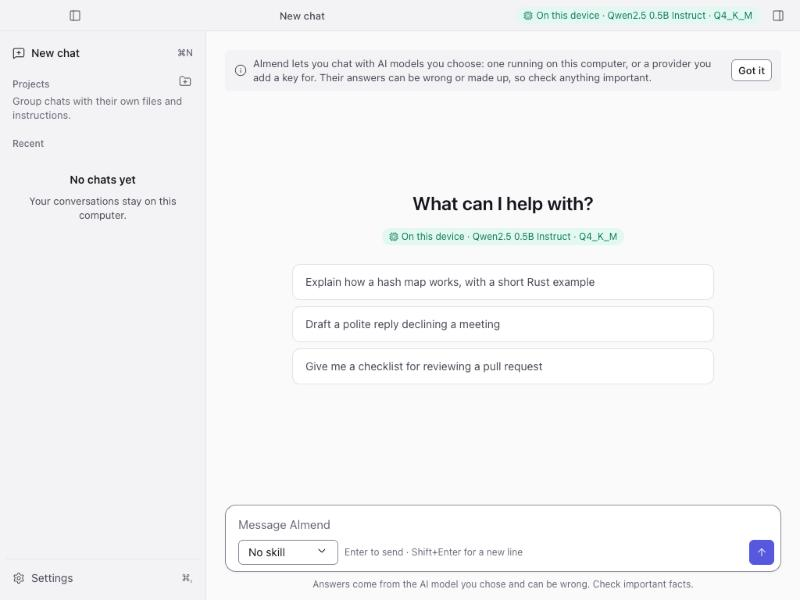 New chat
On this device · Qwen2.5 0.5B Instruct · Q4_K_M
New chat ⌘N
Projects
Group chats with their own files and
instructions.
Recent
No chats yet
Your conversations stay on this
computer.
Settings ⌘,
Almend lets you chat with AI models you choose: one running on this computer, or a provider you
add a key for. Their answers can be wrong or made up, so check anything important.
Got it
What can I help with?
On this device · Qwen2.5 0.5B Instruct · Q4_K_M
Explain how a hash map works, with a short Rust example
Draft a polite reply declining a meeting
Give me a checklist for reviewing a pull request
Message Almend
No skill
Enter to send · Shift+Enter for a new line
Answers come from the AI model you chose and can be wrong. Check important facts.